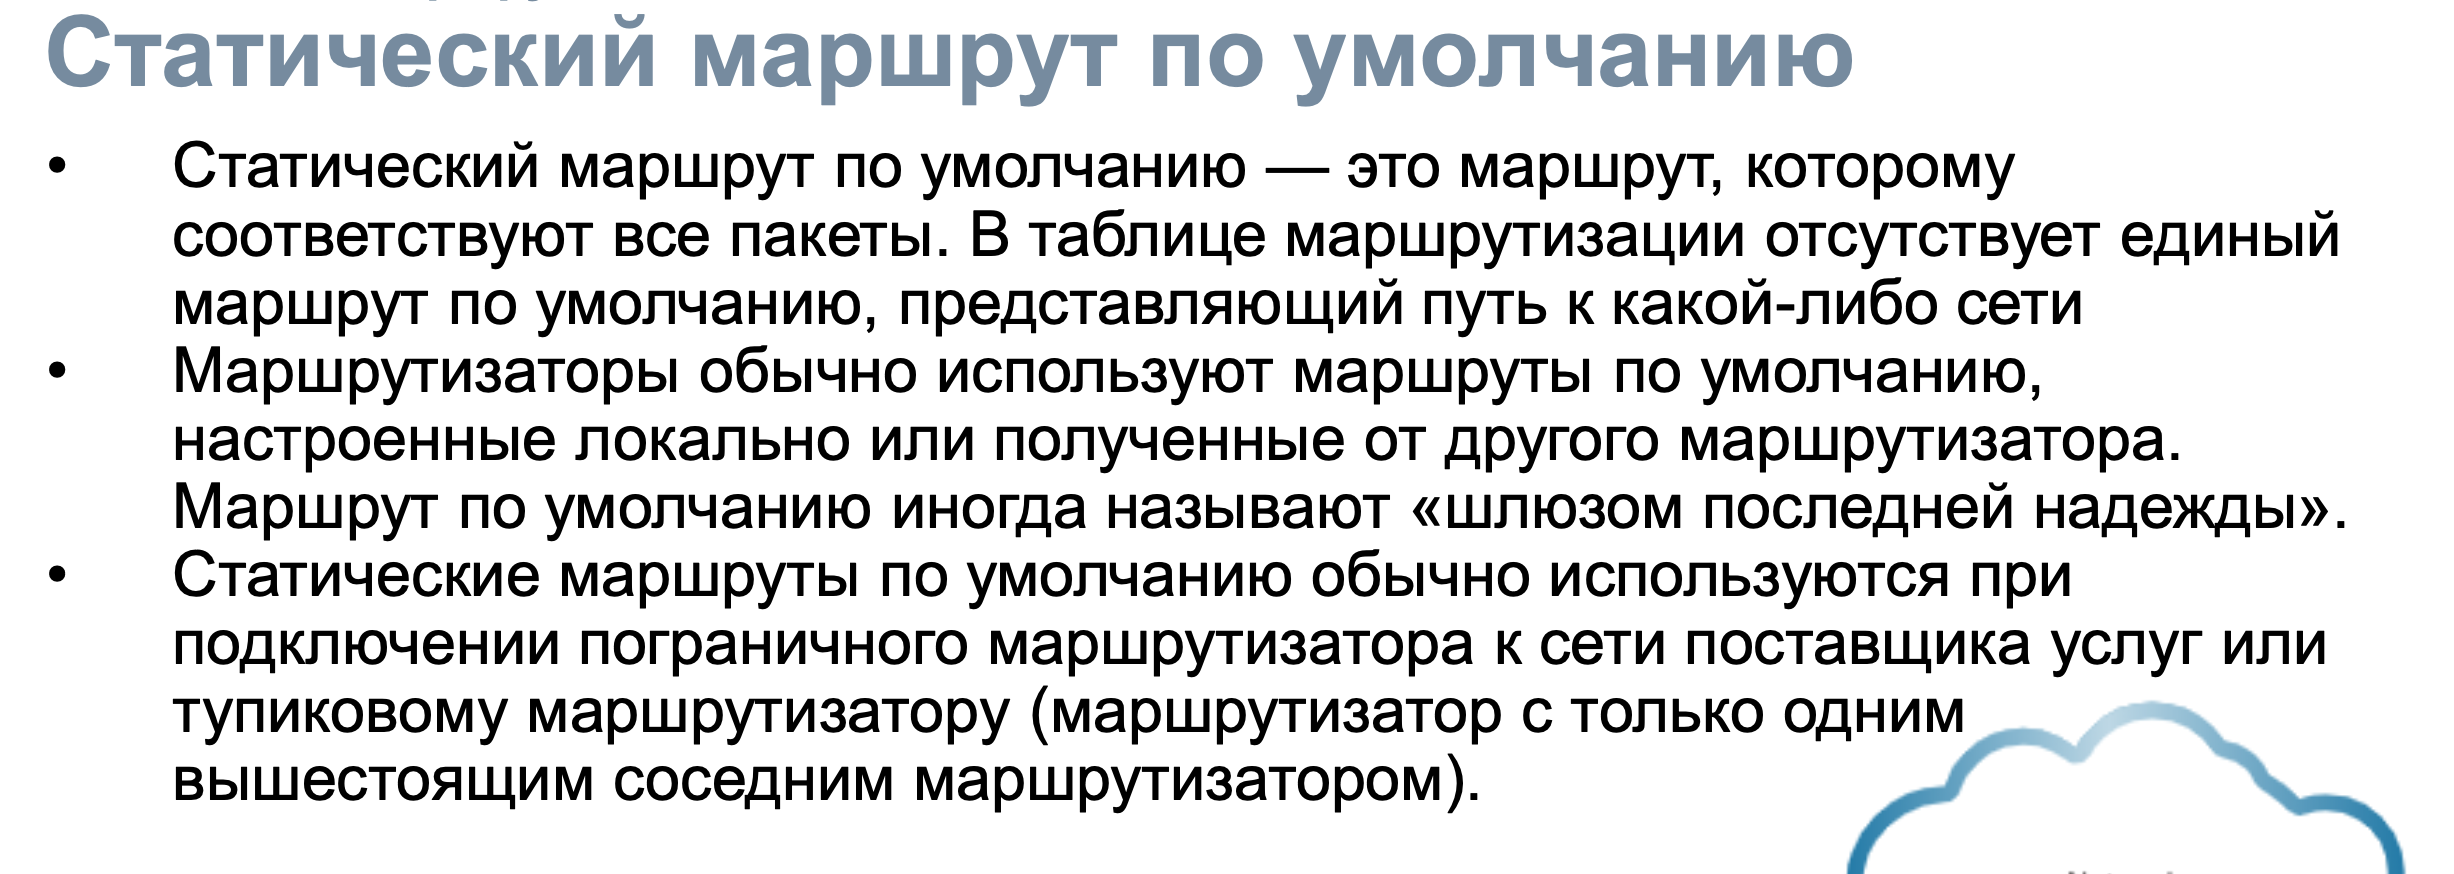 Статический маршрут по умолчанию
• Статический маршрут по умолчанию — это маршрут, которому
соответствуют все пакеты. В таблице маршрутизации отсутствует единый
маршрут по умолчанию, представляющий путь к какой-либо сети
• Маршрутизаторы обычно используют маршруты по умолчанию,
настроенные локально или полученные от другого маршрутизатора.
Маршрут по умолчанию иногда называют «шлюзом последней надежды».
• Статические маршруты по умолчанию обычно используются при
подключении пограничного маршрутизатора к сети поставщика услуг или
тупиковому маршрутизатору (маршрутизатор с только одним
вышестоящим соседним маршрутизатором).